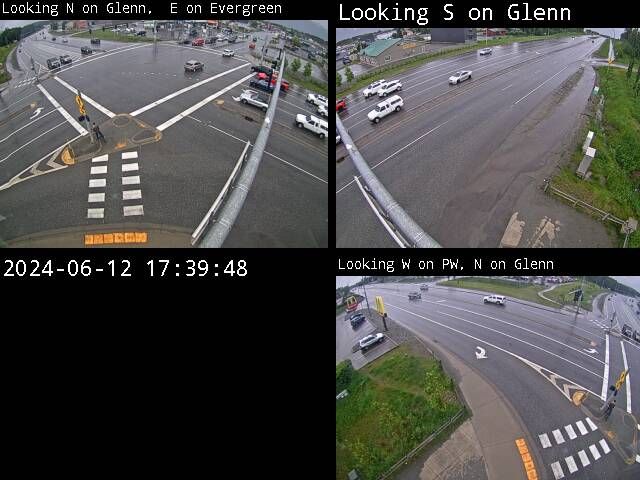 Looking N on Glenn,  E on Evergreen
Looking S on Glenn
2024-06-12 17:39:48
Looking W on PW, N on Glenn